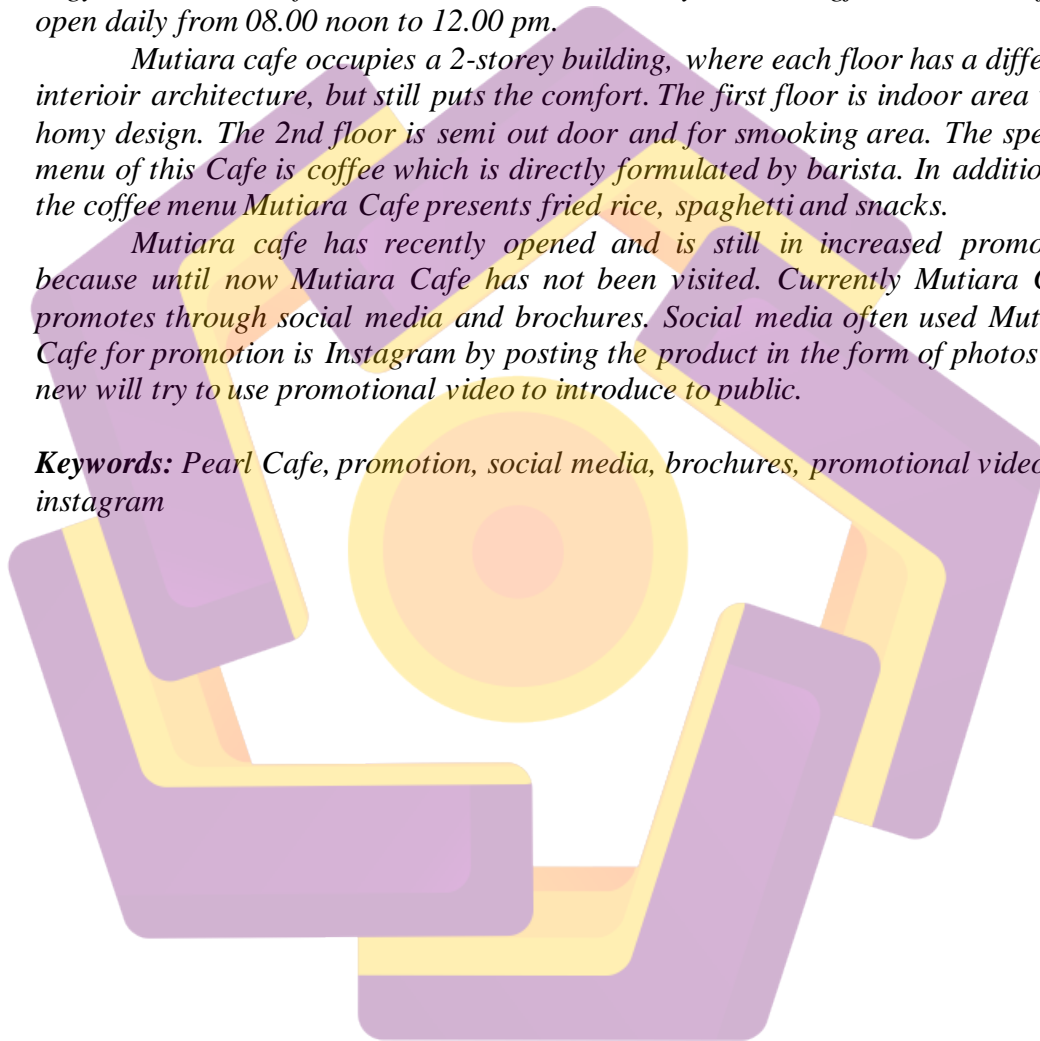 open daily from 08.00 noon to 12.00 pm.
Mutiara cafe occupies a 2-storey building, where each floor has a diffe
interioir architecture, but still puts the comfort. The first floor is indoor area
homy design. The 2nd floor is semi out door and for smooking area. The spe
menu of this Cafe is coffee which is directly formulated by barista. In addition
the coffee menu Mutiara Cafe presents fried rice, spaghetti and snacks.
Mutiara cafe has recently opened and is still in increased promo
because until now Mutiara Cafe has not been visited. Currently Mutiara C
promotes through social media and brochures. Social media often used Mut
Cafe for promotion is Instagram by posting the product in the form of photos
new will try to use promotional video to introduce to public.
Keywords: Pearl Cafe, promotion, social media, brochures, promotional video
instagram